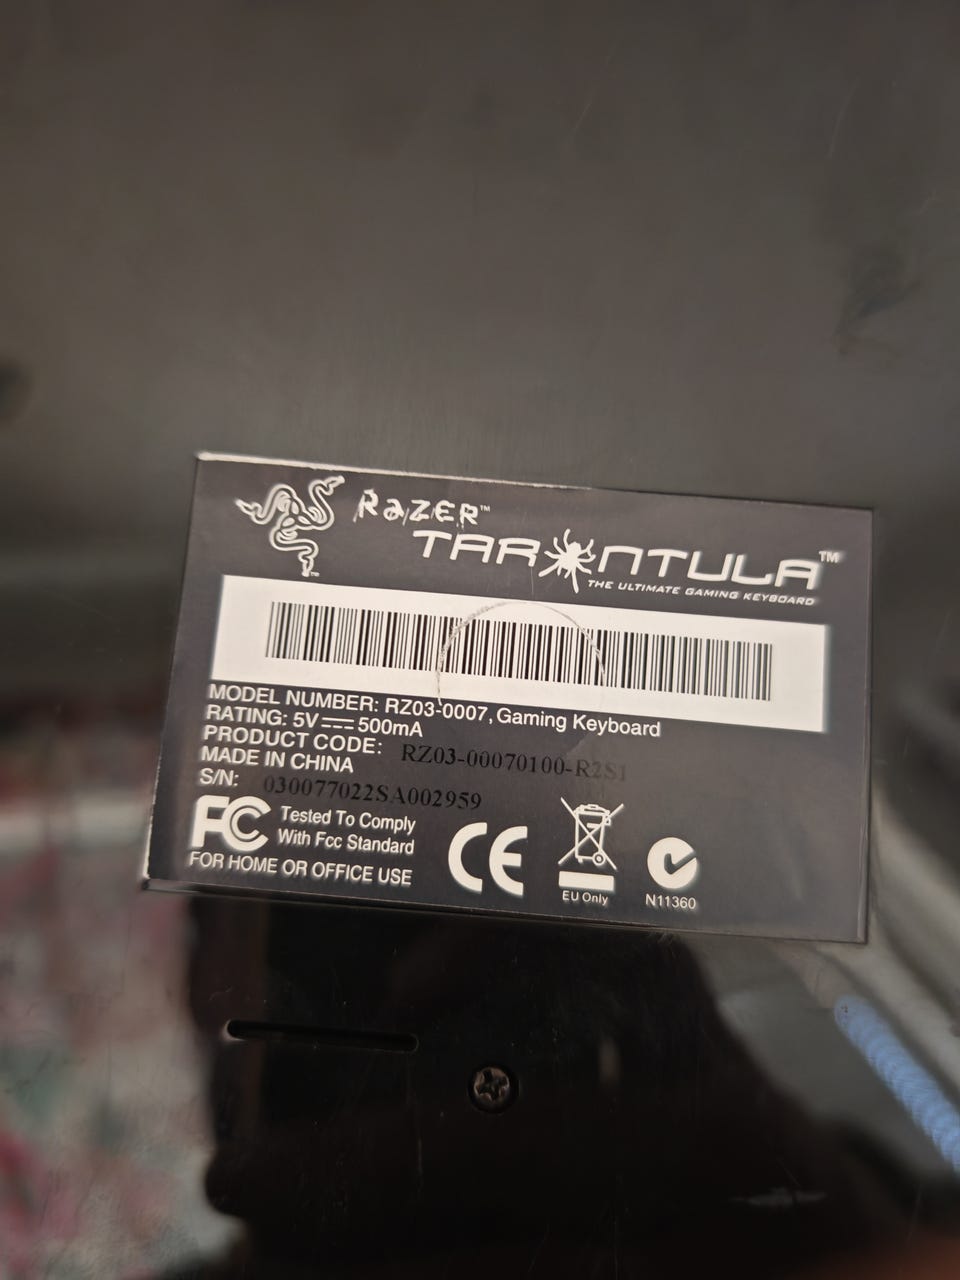 RAZER™
TARANTULA™
THE ULTIMATE GAMING KEYBOARD
MODEL NUMBER: RZ03-0007, Gaming Keyboard
RATING: 5V⎓500mA
PRODUCT CODE: RZ03-00070100-R2S1
MADE IN CHINA
S/N: 030077022SA002959
FC Tested To Comply
With Fcc Standard
FOR HOME OR OFFICE USE
CE
EU Only
N11360